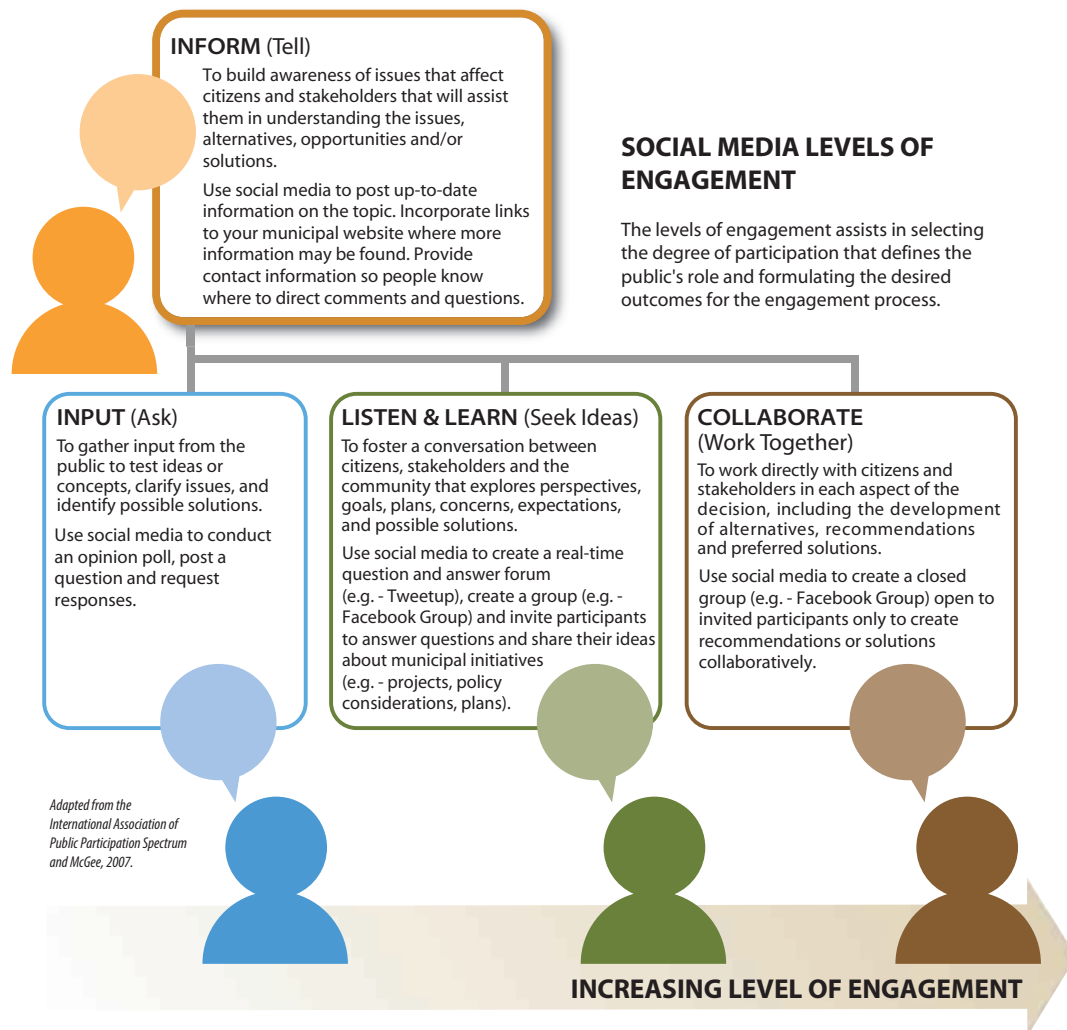 INFORM (Tell)
To build awareness of issues that affect
citizens and stakeholders that will assist
them in understanding the issues,
alternatives, opportunities and/or
solutions.
Use social media to post up-to-date
information on the topic. Incorporate links
to your municipal website where more
information may be found. Provide
contact information so people know
where to direct comments and questions.
SOCIAL MEDIA LEVELS OF
ENGAGEMENT
The levels of engagement assists in selecting
the degree of participation that defines the
public's role and formulating the desired
outcomes for the engagement process.
INPUT (Ask)
To gather input from the
public to test ideas or
concepts, clarify issues, and
identify possible solutions.
Use social media to conduct
an opinion poll, post a
question and request
responses.
LISTEN & LEARN (Seek Ideas)
To foster a conversation between
citizens, stakeholders and the
community that explores perspectives,
goals, plans, concerns, expectations,
and possible solutions.
Use social media to create a real-time
question and answer forum
(e.g. - Tweetup), create a group (e.g. -
Facebook Group) and invite participants
to answer questions and share their ideas
about municipal initiatives
(e.g. - projects, policy
considerations, plans).
COLLABORATE
(Work Together)
To work directly with citizens and
stakeholders in each aspect of the
decision, including the development
of alternatives, recommendations
and preferred solutions.
Use social media to create a closed
group (e.g. - Facebook Group) open to
invited participants only to create
recommendations or solutions
collaboratively.
Adapted from the
International Association of
Public Participation Spectrum
and McGee, 2007.
INCREASING LEVEL OF ENGAGEMENT